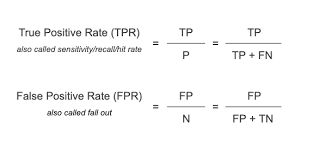 True Positive Rate (TPR) = TP / P = TP / TP + FN
also called sensitivity/recall/hit rate
False Positive Rate (FPR) = FP / N = FP / FP + TN
also called fall out